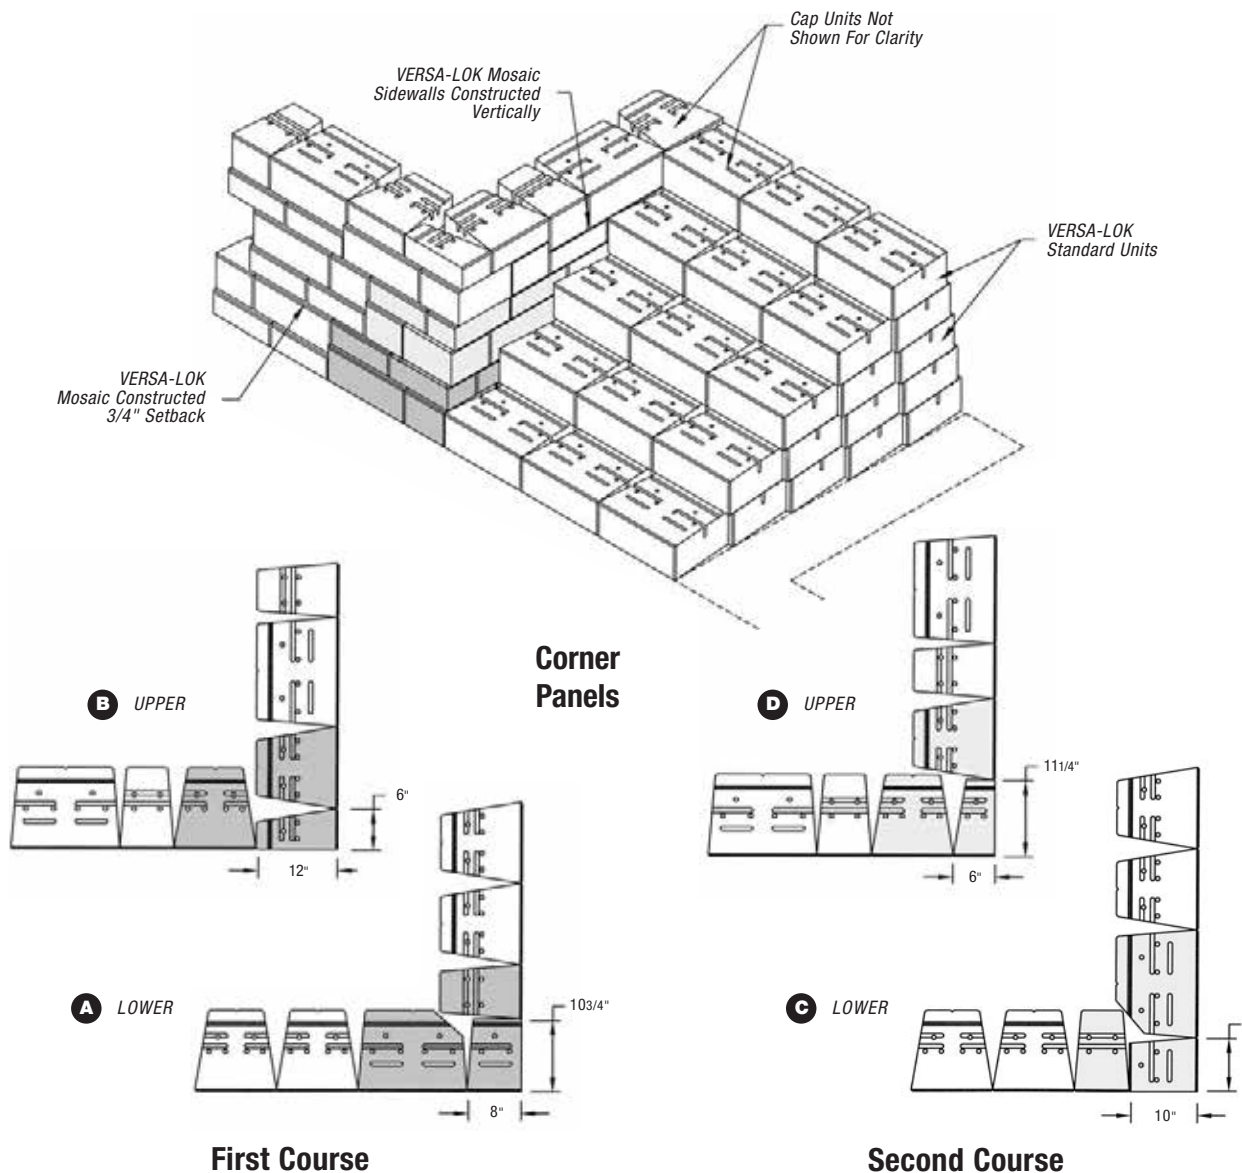 Cap Units Not
Shown For Clarity
VERSA-LOK Mosaic
Sidewalls Constructed
Vertically
VERSA-LOK
Standard Units
VERSA-LOK
Mosaic Constructed
3/4" Setback
Corner
Panels
B UPPER
6"
12"
D UPPER
11 1/4"
6"
A LOWER
10 3/4"
8"
C LOWER
10"
First Course
Second Course